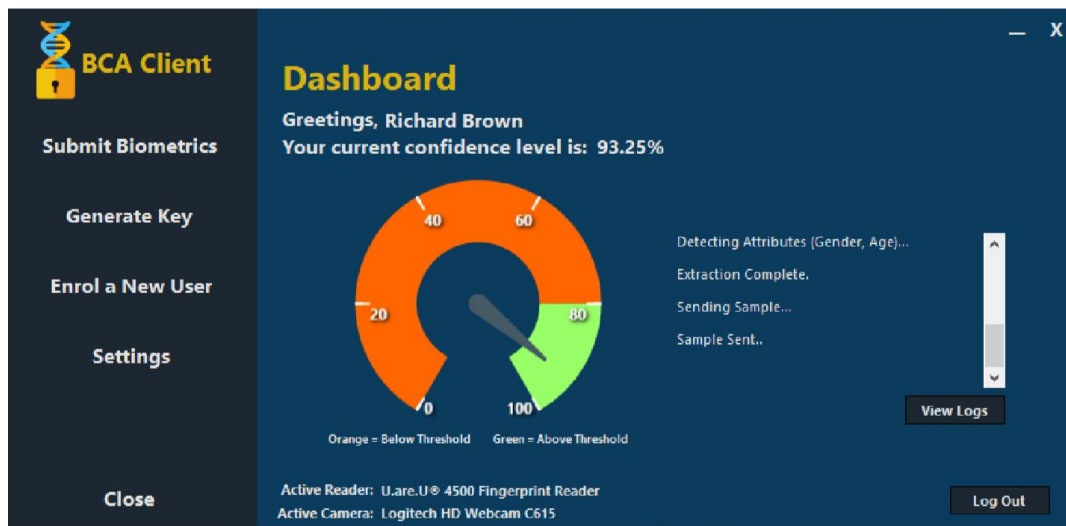 BCA Client
Submit Biometrics
Generate Key
Enrol a New User
Settings
Close
X
Dashboard
Greetings, Richard Brown
Your current confidence level is: 93.25%
40
60
20
80
0
100
Orange = Below Threshold
Green = Above Threshold
Detecting Attributes (Gender, Age)...
Extraction Complete.
Sending Sample...
Sample Sent..
View Logs
Active Reader: U.are.U® 4500 Fingerprint Reader
Active Camera: Logitech HD Webcam C615
Log Out